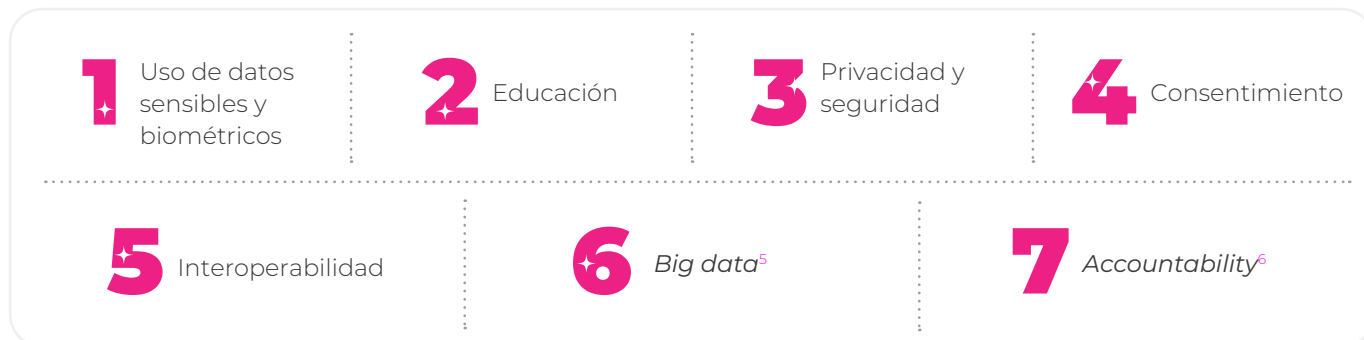 1 Uso de datos
sensibles y
biométricos
2 Educación
3 Privacidad y
seguridad
4 Consentimiento
5 Interoperabilidad
6 Big data5
7 Accountability6